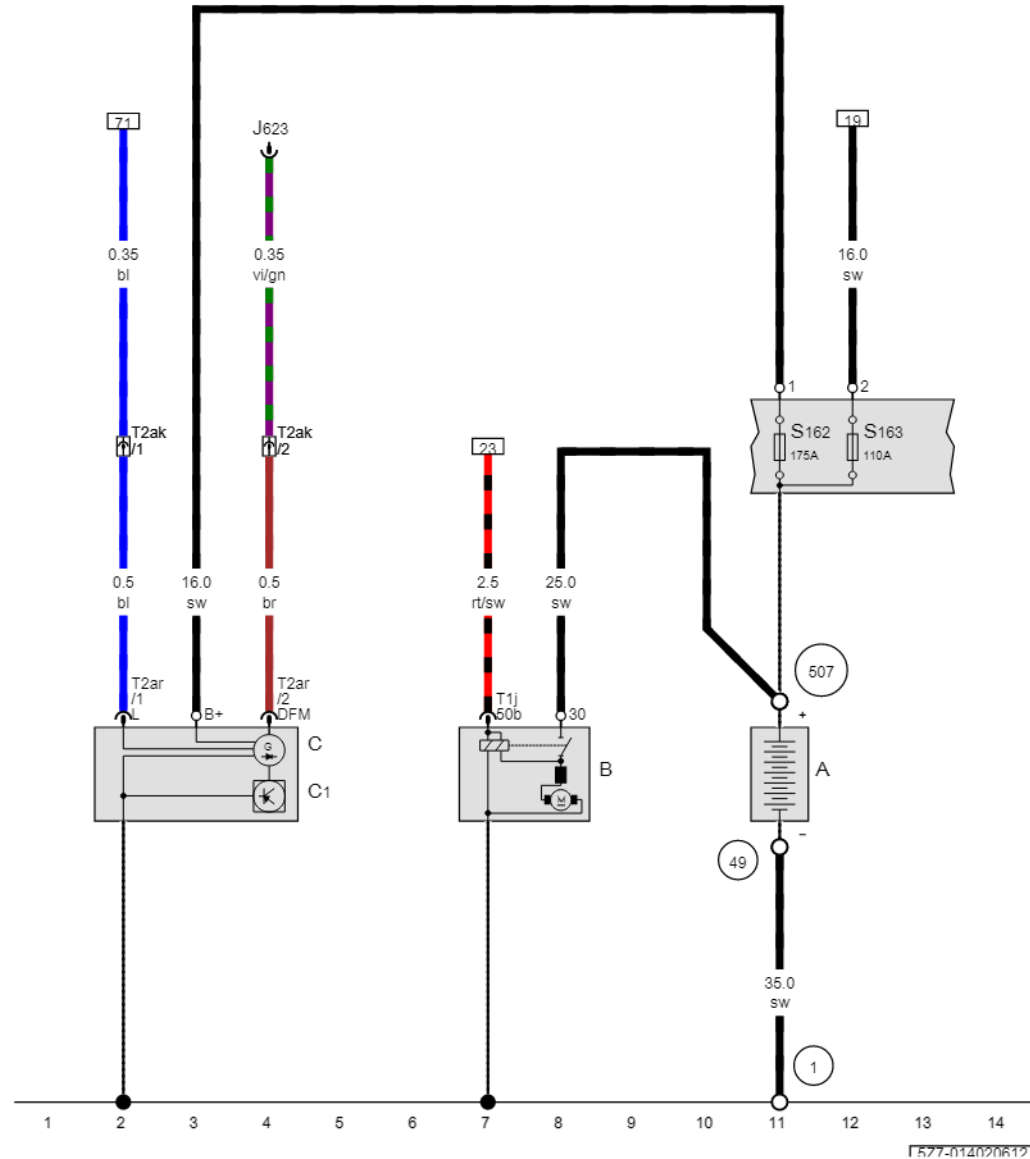 71
J623
19
0.35
bl
0.35
vi/gn
16.0
sw
1
2
S162
175A
S163
110A
T2ak
/1
T2ak
/2
23
0.5
bl
16.0
sw
0.5
br
2.5
rt/sw
25.0
sw
507
T2ar
/1
L
B+
T2ar
/2
DFM
T1j
50b
30
+
G
C
C1
M
B
A
−
49
35.0
sw
1
1 2 3 4 5 6 7 8 9 10 11 12 13 14
577-014020612